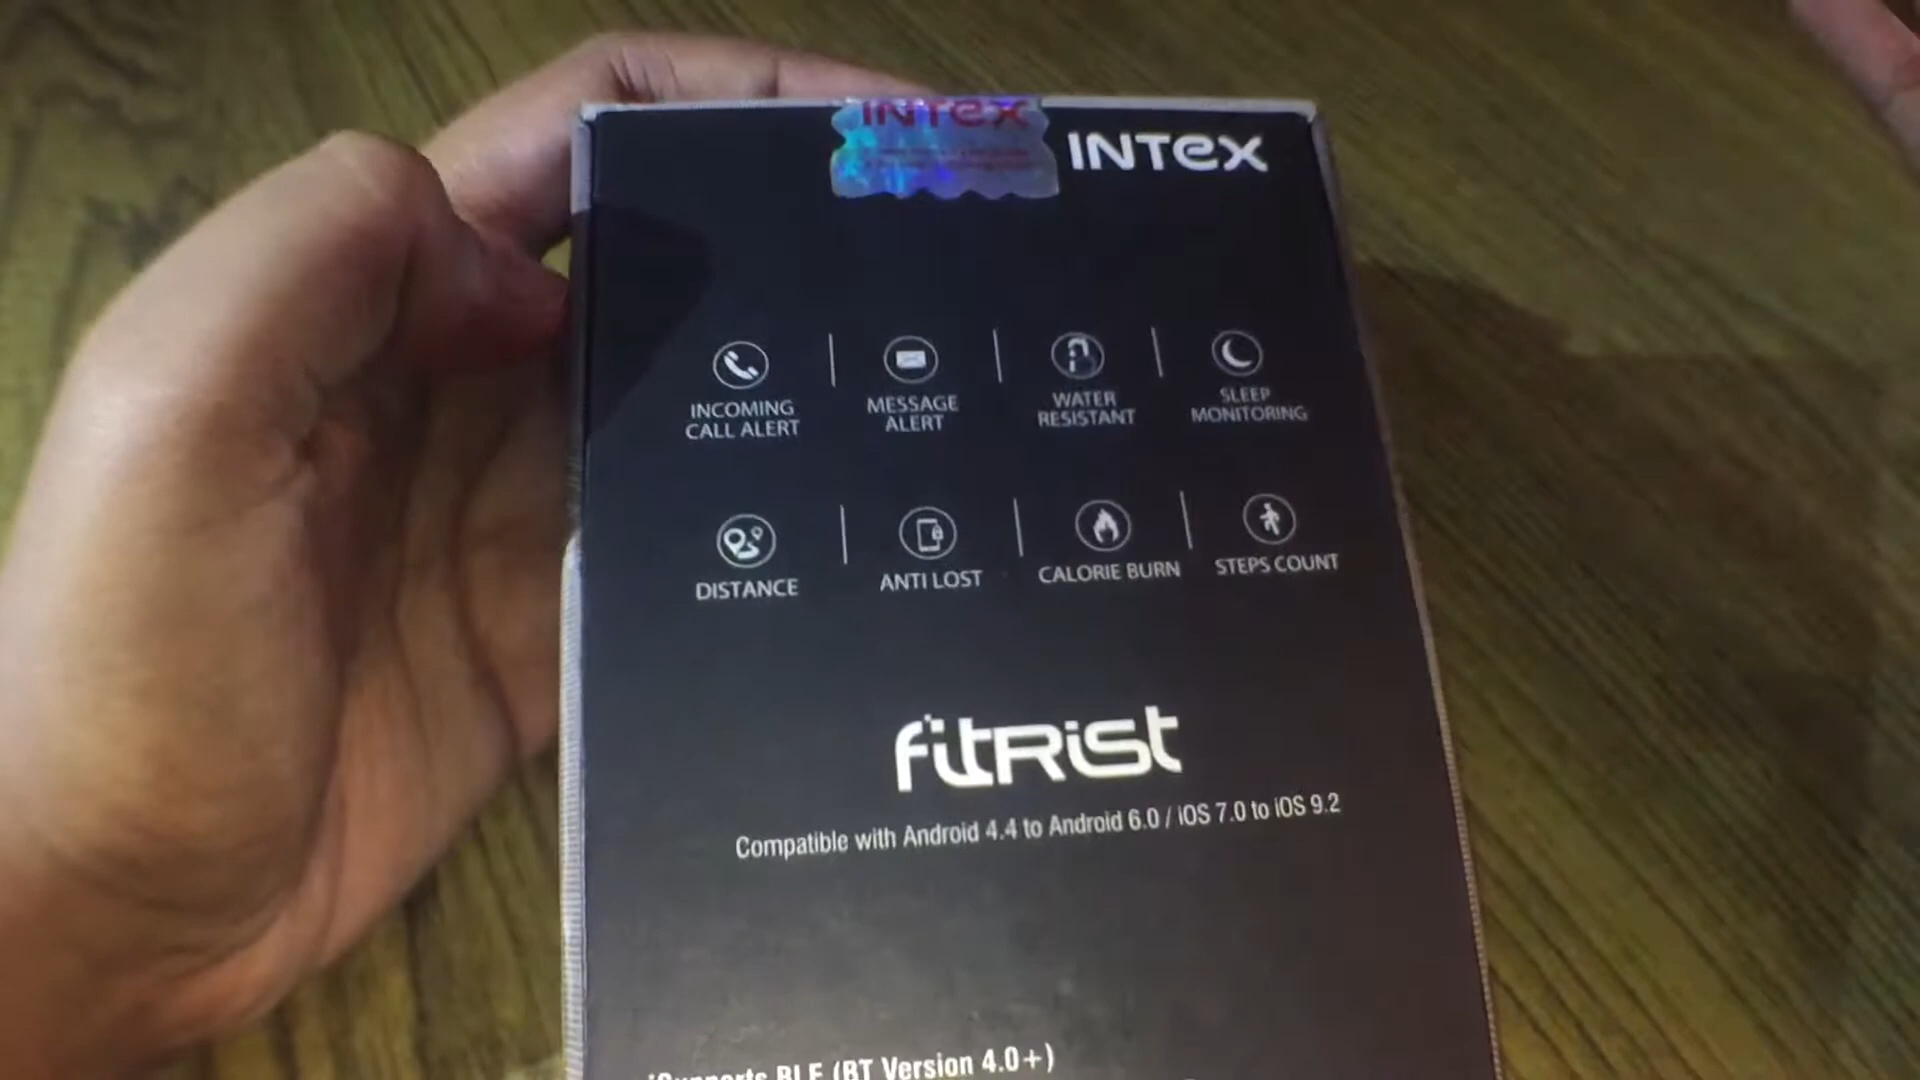 INTEX
INTEX
INCOMING
CALL ALERT
MESSAGE
ALERT
WATER
RESISTANT
SLEEP
MONITORING
DISTANCE
ANTI LOST
CALORIE BURN
STEPS COUNT
fitRist
Compatible with Android 4.4 to Android 6.0 / iOS 7.0 to iOS 9.2
*Supports BLE (BT Version 4.0+)